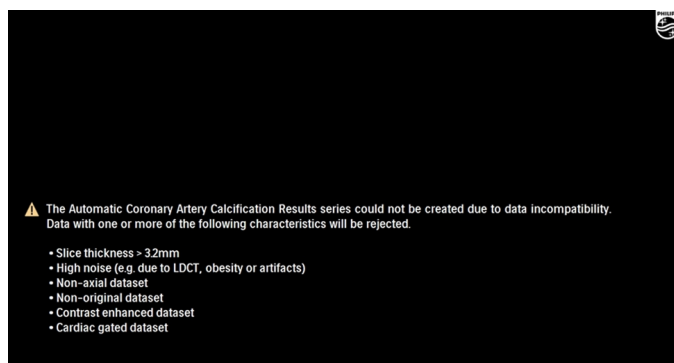 PHILIPS
The Automatic Coronary Artery Calcification Results series could not be created due to data incompatibility.
Data with one or more of the following characteristics will be rejected.
• Slice thickness > 3.2mm
• High noise (e.g. due to LDCT, obesity or artifacts)
• Non-axial dataset
• Non-original dataset
• Contrast enhanced dataset
• Cardiac gated dataset